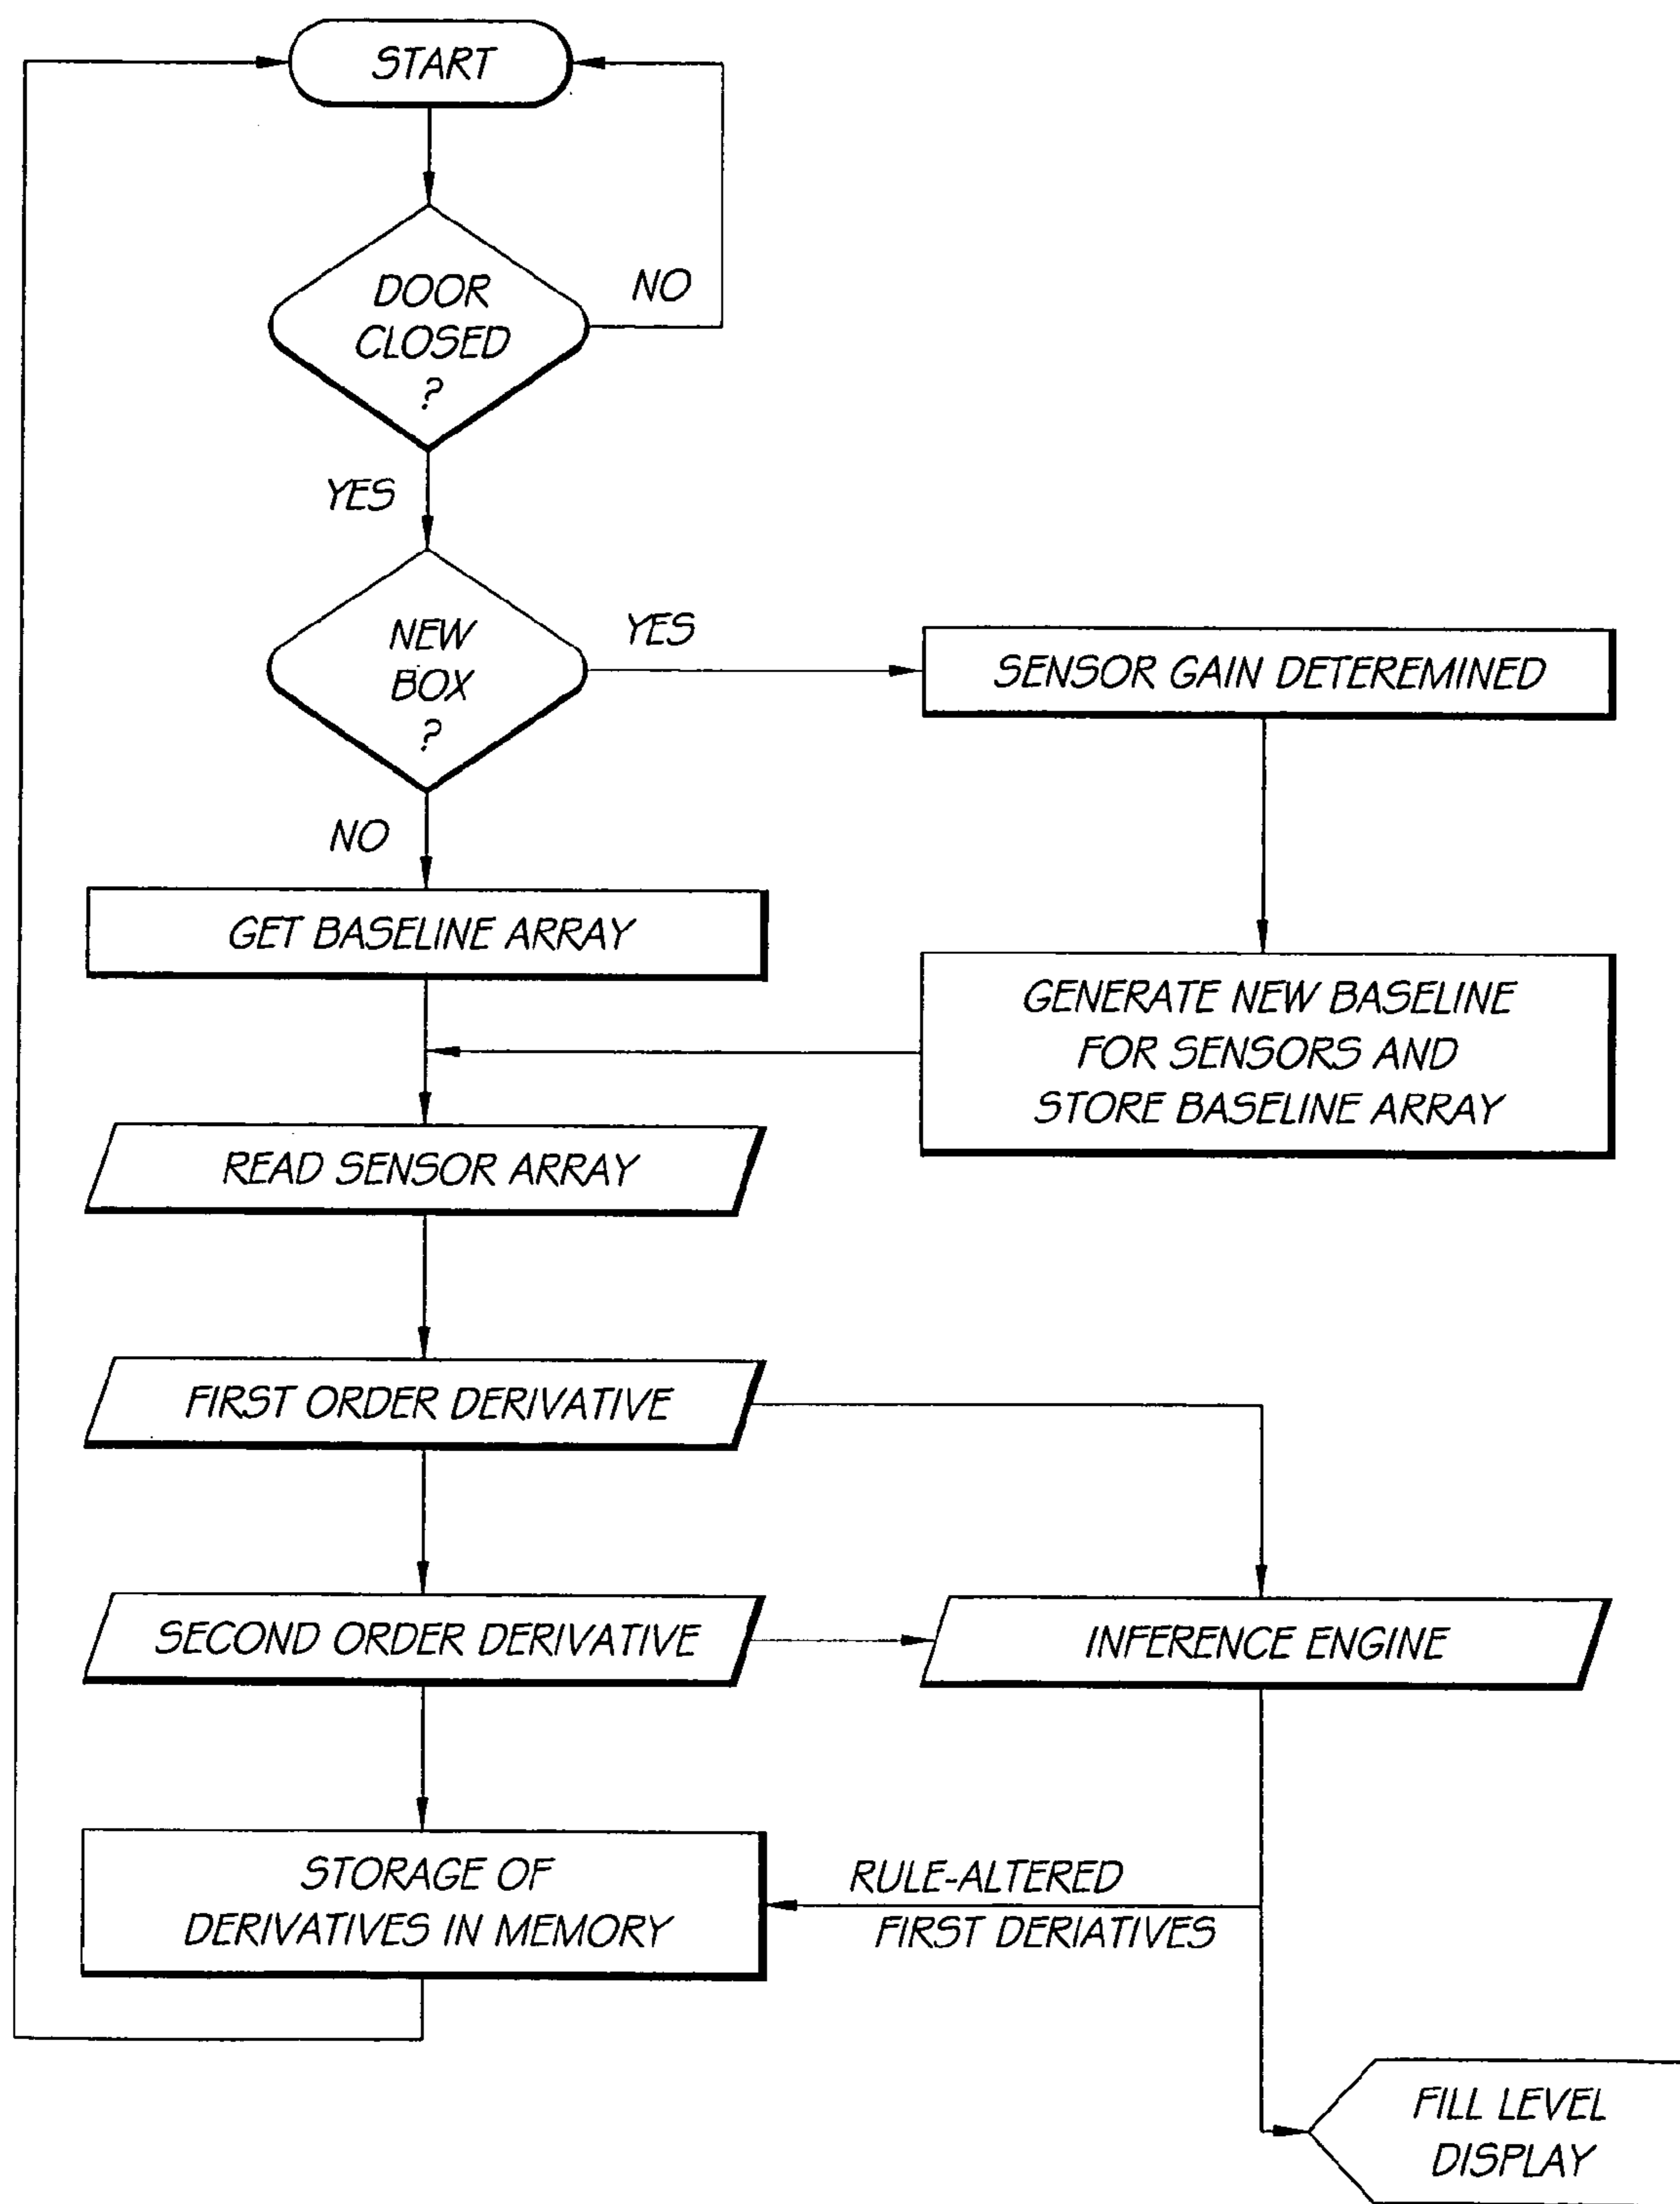 START
DOOR
CLOSED
?
NO
YES
NEW
BOX
?
YES
SENSOR GAIN DETEREMINED
NO
GET BASELINE ARRAY
GENERATE NEW BASELINE
FOR SENSORS AND
STORE BASELINE ARRAY
READ SENSOR ARRAY
FIRST ORDER DERIVATIVE
SECOND ORDER DERIVATIVE
INFERENCE ENGINE
STORAGE OF
DERIVATIVES IN MEMORY
RULE-ALTERED
FIRST DERIATIVES
FILL LEVEL
DISPLAY